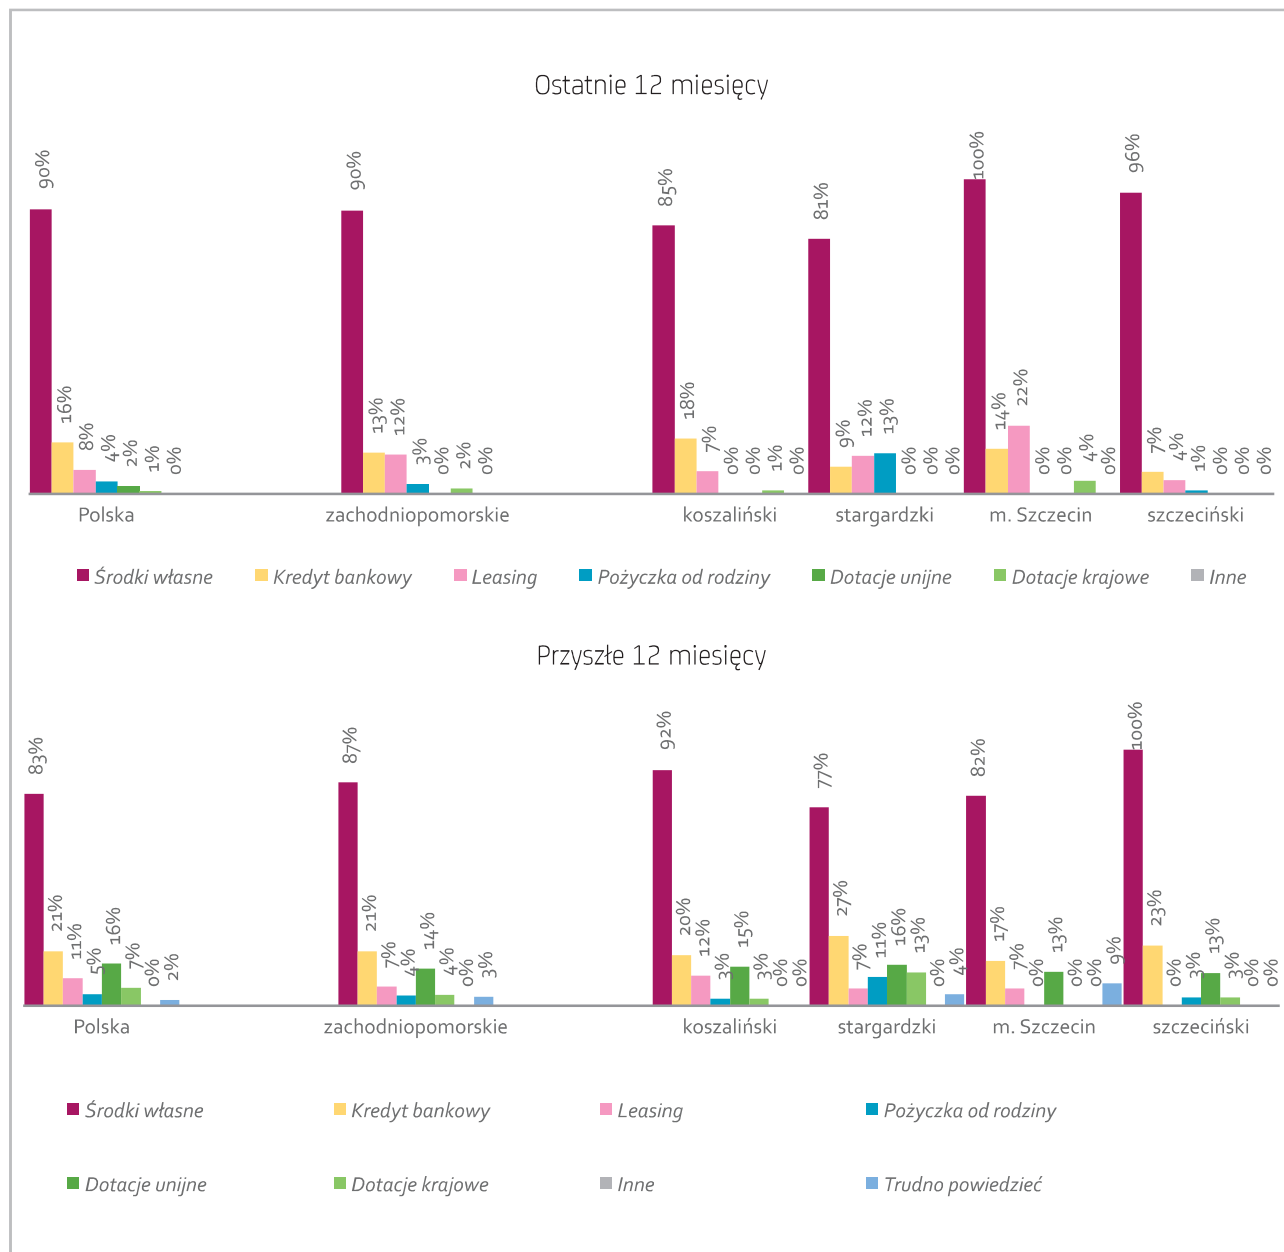 Ostatnie 12 miesięcy
90% 16% 8% 4% 2% 1% 0%
90% 13% 12% 3% 0% 2% 0%
85% 18% 7% 0% 0% 1% 0%
81% 9% 12% 13% 0% 0% 0%
100% 14% 22% 0% 0% 4% 0%
96% 7% 4% 1% 0% 0% 0%
Polska zachodniopomorskie koszaliński stargardzki m. Szczecin szczeciński
Środki własne Kredyt bankowy Leasing Pożyczka od rodziny Dotacje unijne Dotacje krajowe Inne
Przyszłe 12 miesięcy
83% 21% 11% 5% 16% 7% 0% 2%
87% 21% 7% 4% 14% 4% 0% 3%
92% 20% 12% 3% 15% 3% 0% 0%
77% 27% 7% 11% 16% 13% 0% 4%
82% 17% 7% 0% 13% 0% 0% 9%
100% 23% 0% 3% 13% 3% 0% 0%
Polska zachodniopomorskie koszaliński stargardzki m. Szczecin szczeciński
Środki własne Kredyt bankowy Leasing Pożyczka od rodziny
Dotacje unijne Dotacje krajowe Inne Trudno powiedzieć